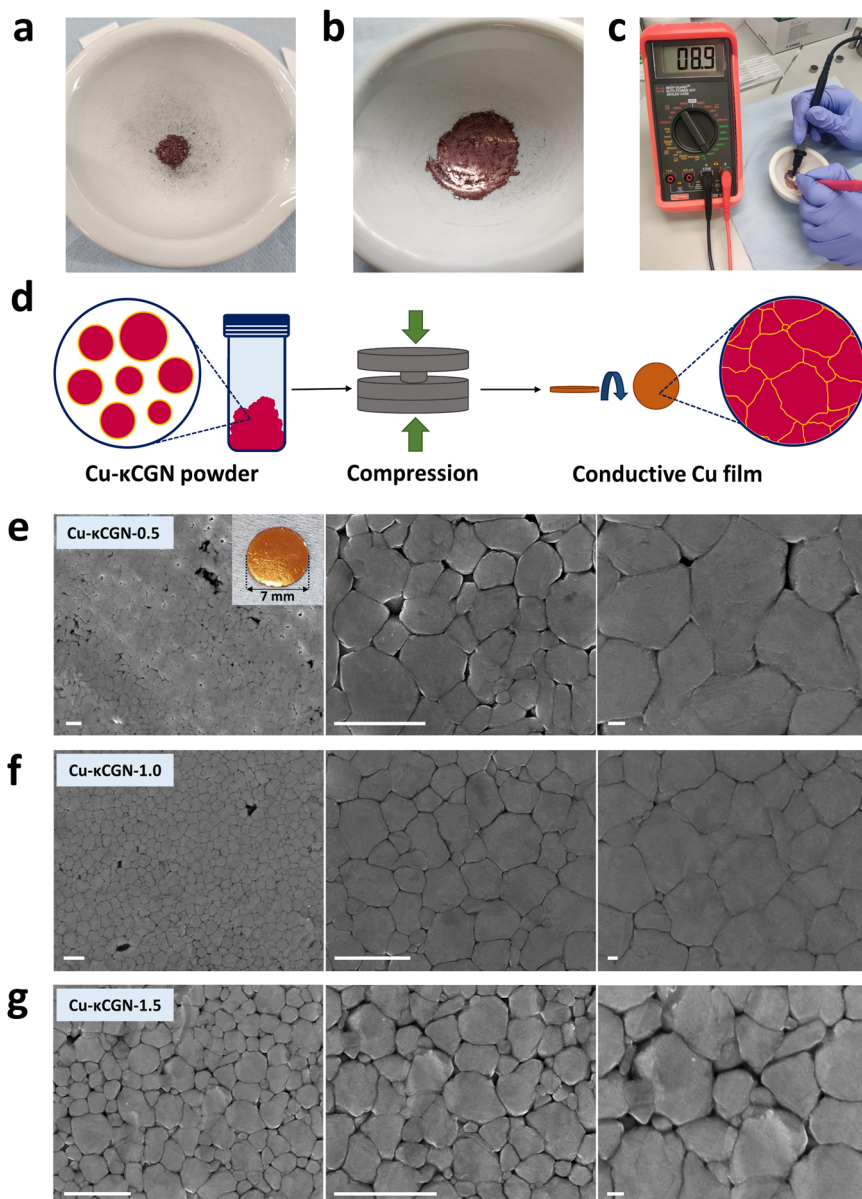 a
b
c
08.9
d
Cu-κCGN powder
Compression
Conductive Cu film
e
Cu-κCGN-0.5
7 mm
f
Cu-κCGN-1.0
g
Cu-κCGN-1.5